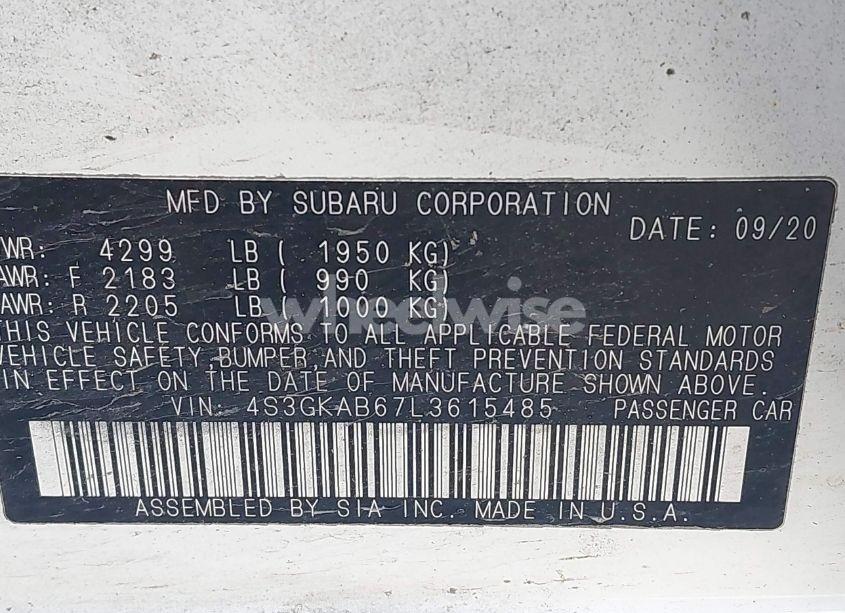 MFD BY SUBARU CORPORATION
DATE: 09/20
WR: 4299 LB ( 1950 KG)
AWR: F 2183 LB ( 990 KG)
AWR: R 2205 LB ( 1000 KG)
THIS VEHICLE CONFORMS TO ALL APPLICABLE FEDERAL MOTOR
VEHICLE SAFETY, BUMPER, AND THEFT PREVENTION STANDARDS
IN EFFECT ON THE DATE OF MANUFACTURE SHOWN ABOVE.
VIN: 4S3GKAB67L3615485 PASSENGER CAR
ASSEMBLED BY SIA INC. MADE IN U.S.A.
wheelwise